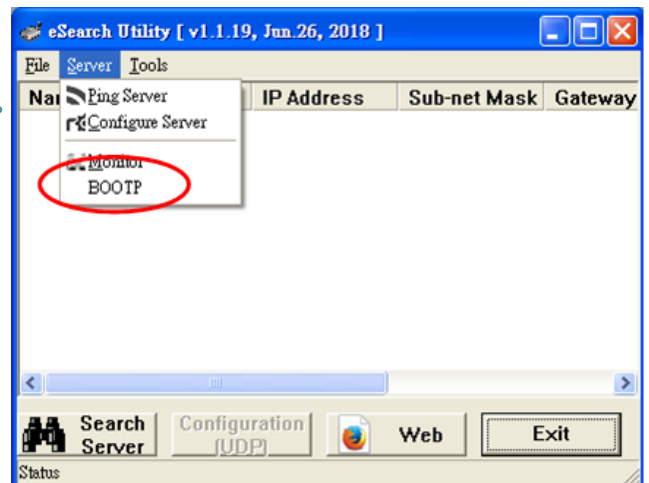 eSearch Utility [ v1.1.19, Jun.26, 2018 ]
File Server Tools
Na IP Address Sub-net Mask Gateway
Ping Server
Configure Server
Monitor
BOOTP
Search Server
Configuration (UDP)
Web
Exit
Status